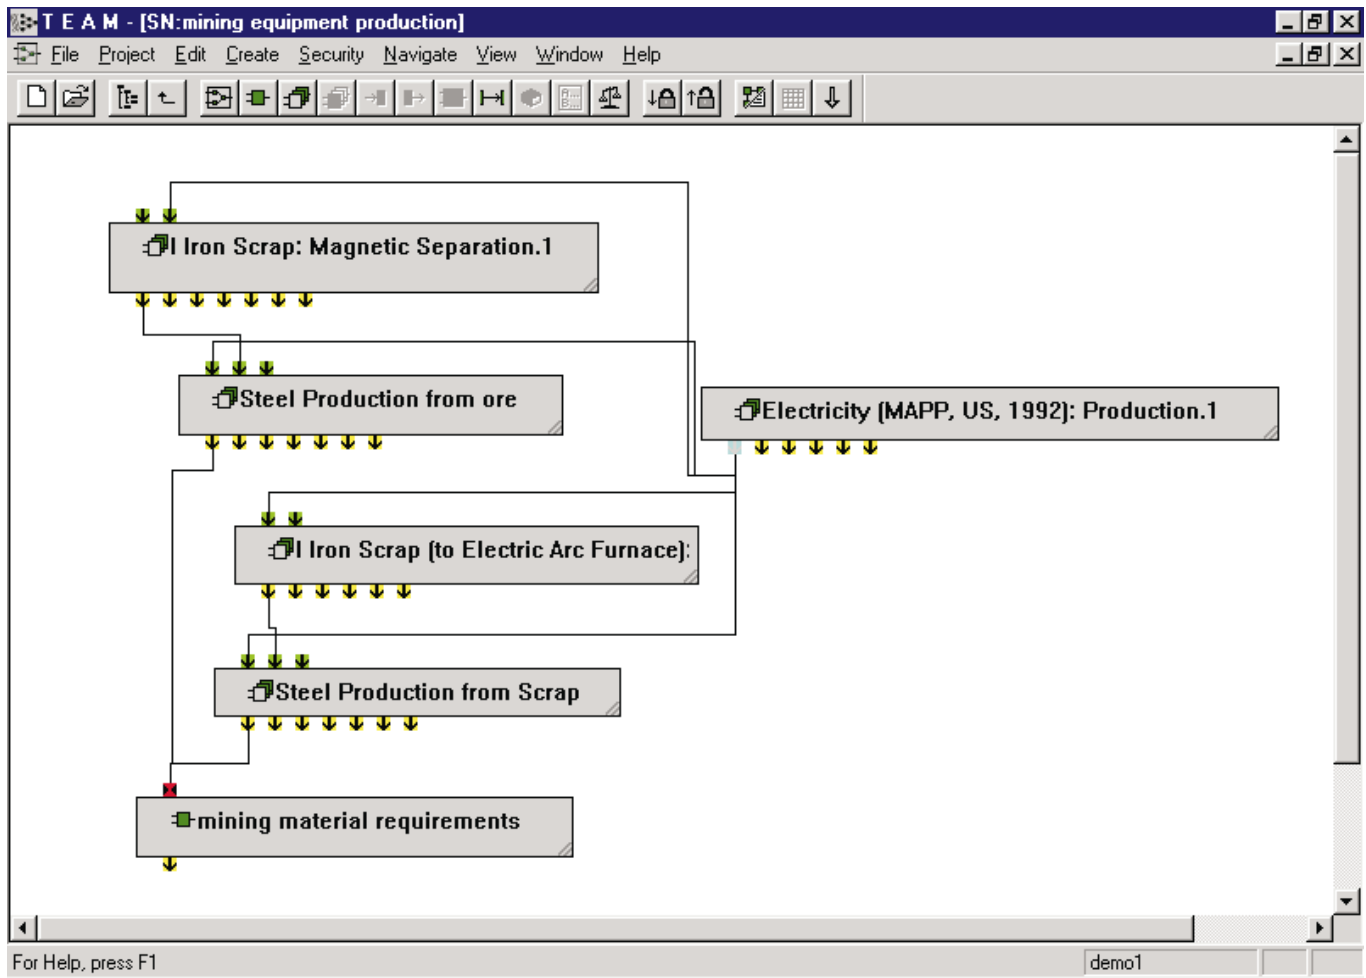 T E A M - [SN:mining equipment production]
File Project Edit Create Security Navigate View Window Help
I Iron Scrap: Magnetic Separation.1
Steel Production from ore
Electricity (MAPP, US, 1992): Production.1
I Iron Scrap (to Electric Arc Furnace):
Steel Production from Scrap
mining material requirements
For Help, press F1
demo1